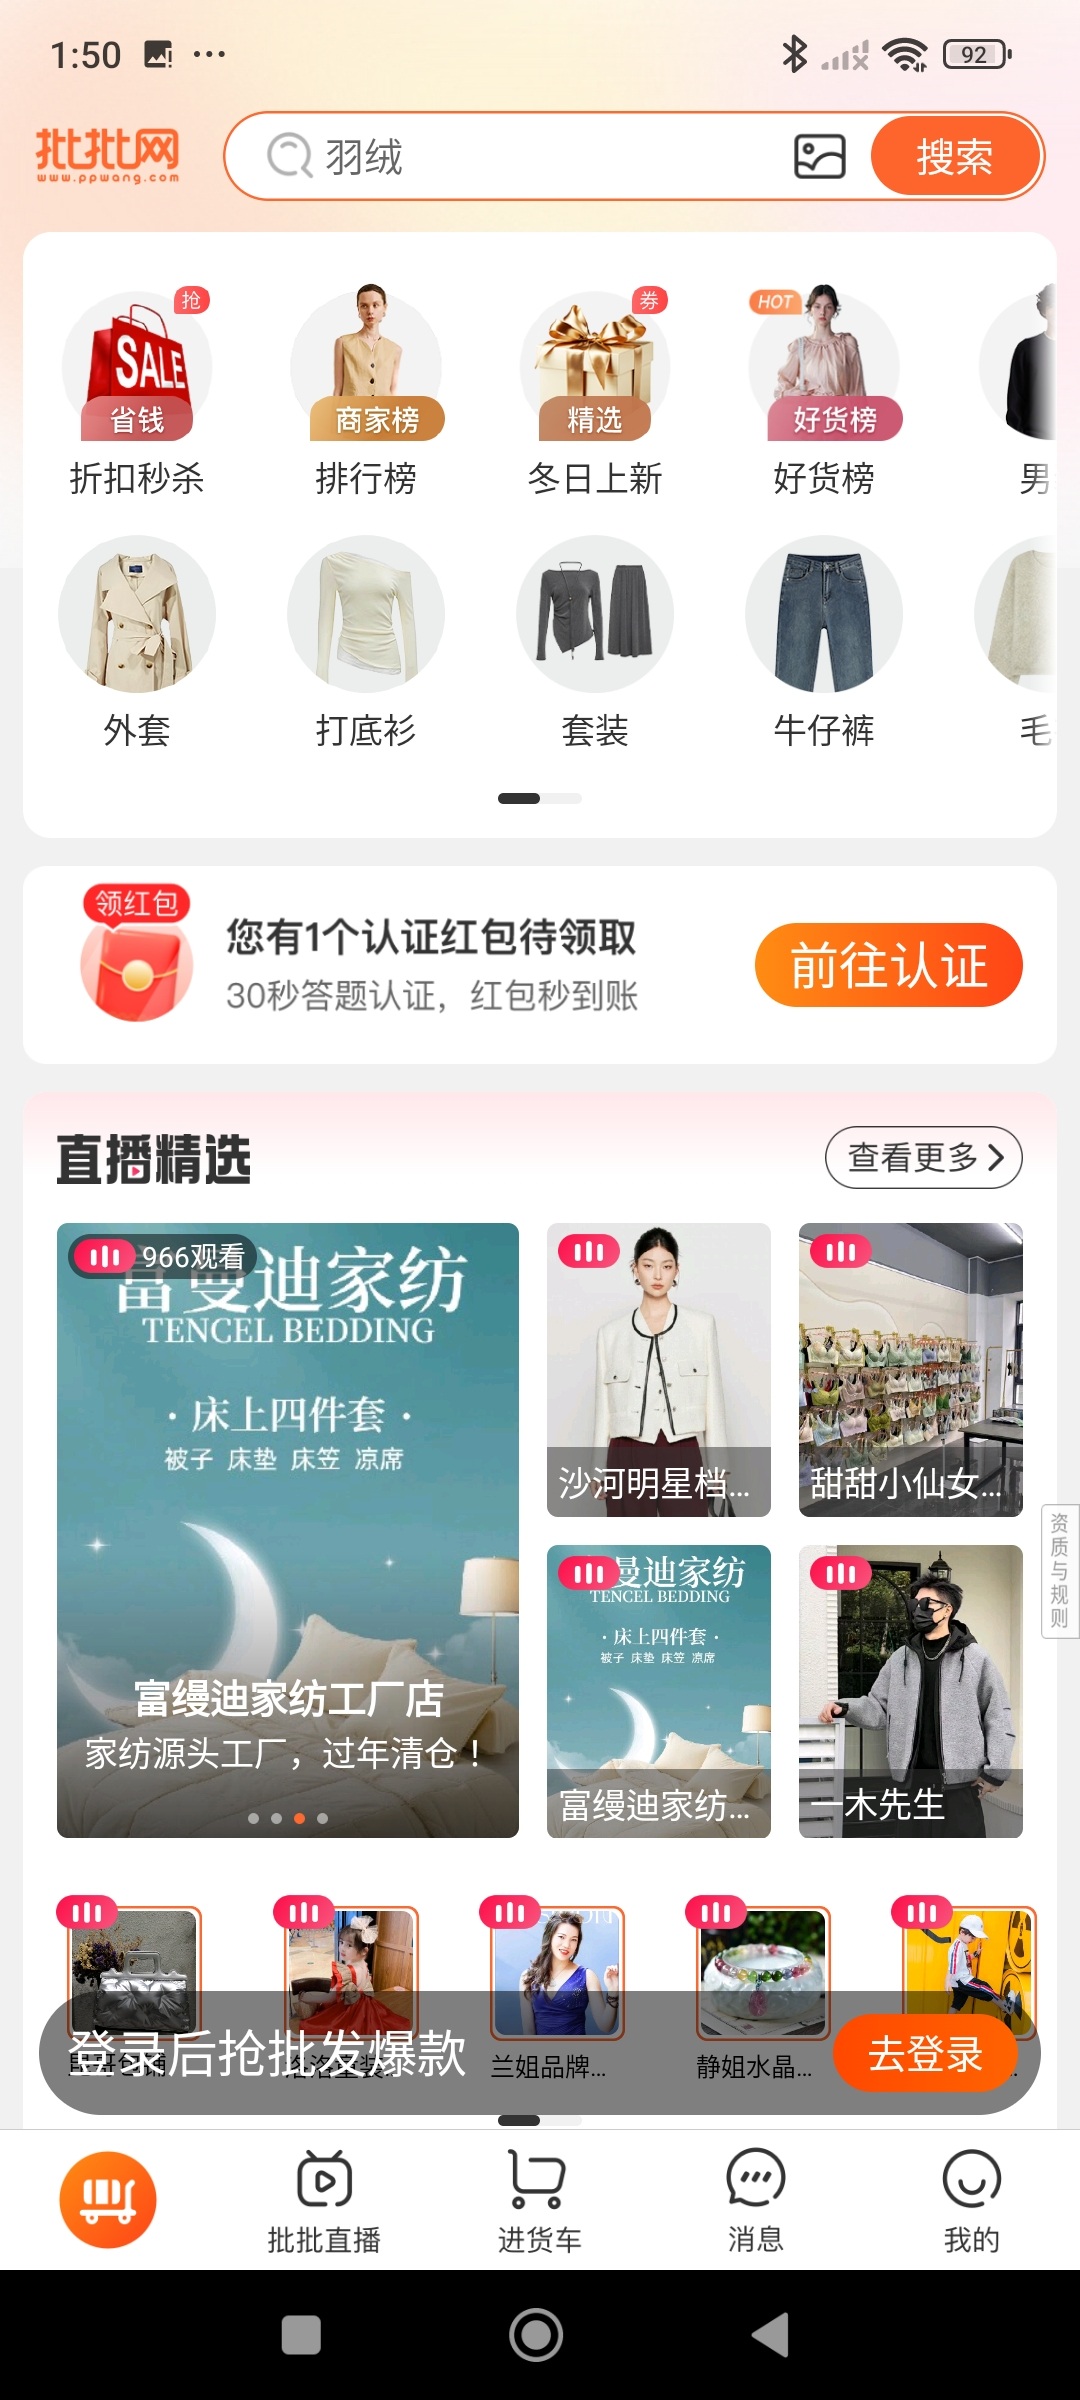 1:50
92
批批网
www.ppwang.com
羽绒
搜索
抢
SALE
省钱
折扣秒杀
商家榜
排行榜
券
精选
冬日上新
HOT
好货榜
好货榜
男
外套
打底衫
套装
牛仔裤
毛
领红包
您有1个认证红包待领取
30秒答题认证，红包秒到账
前往认证
直播精选
查看更多
966观看
富曼迪家纺
TENCEL BEDDING
·床上四件套·
被子 床垫 床笠 凉席
富缦迪家纺工厂店
家纺源头工厂，过年清仓！
沙河明星档...
甜甜小仙女...
曼迪家纺
TENCEL BEDDING
·床上四件套·
被子 床垫 床笠 凉席
富缦迪家纺...
一木先生
资质与规则
登录后抢批发爆款
去登录
兰姐品牌...
静姐水晶...
批批直播
进货车
消息
我的